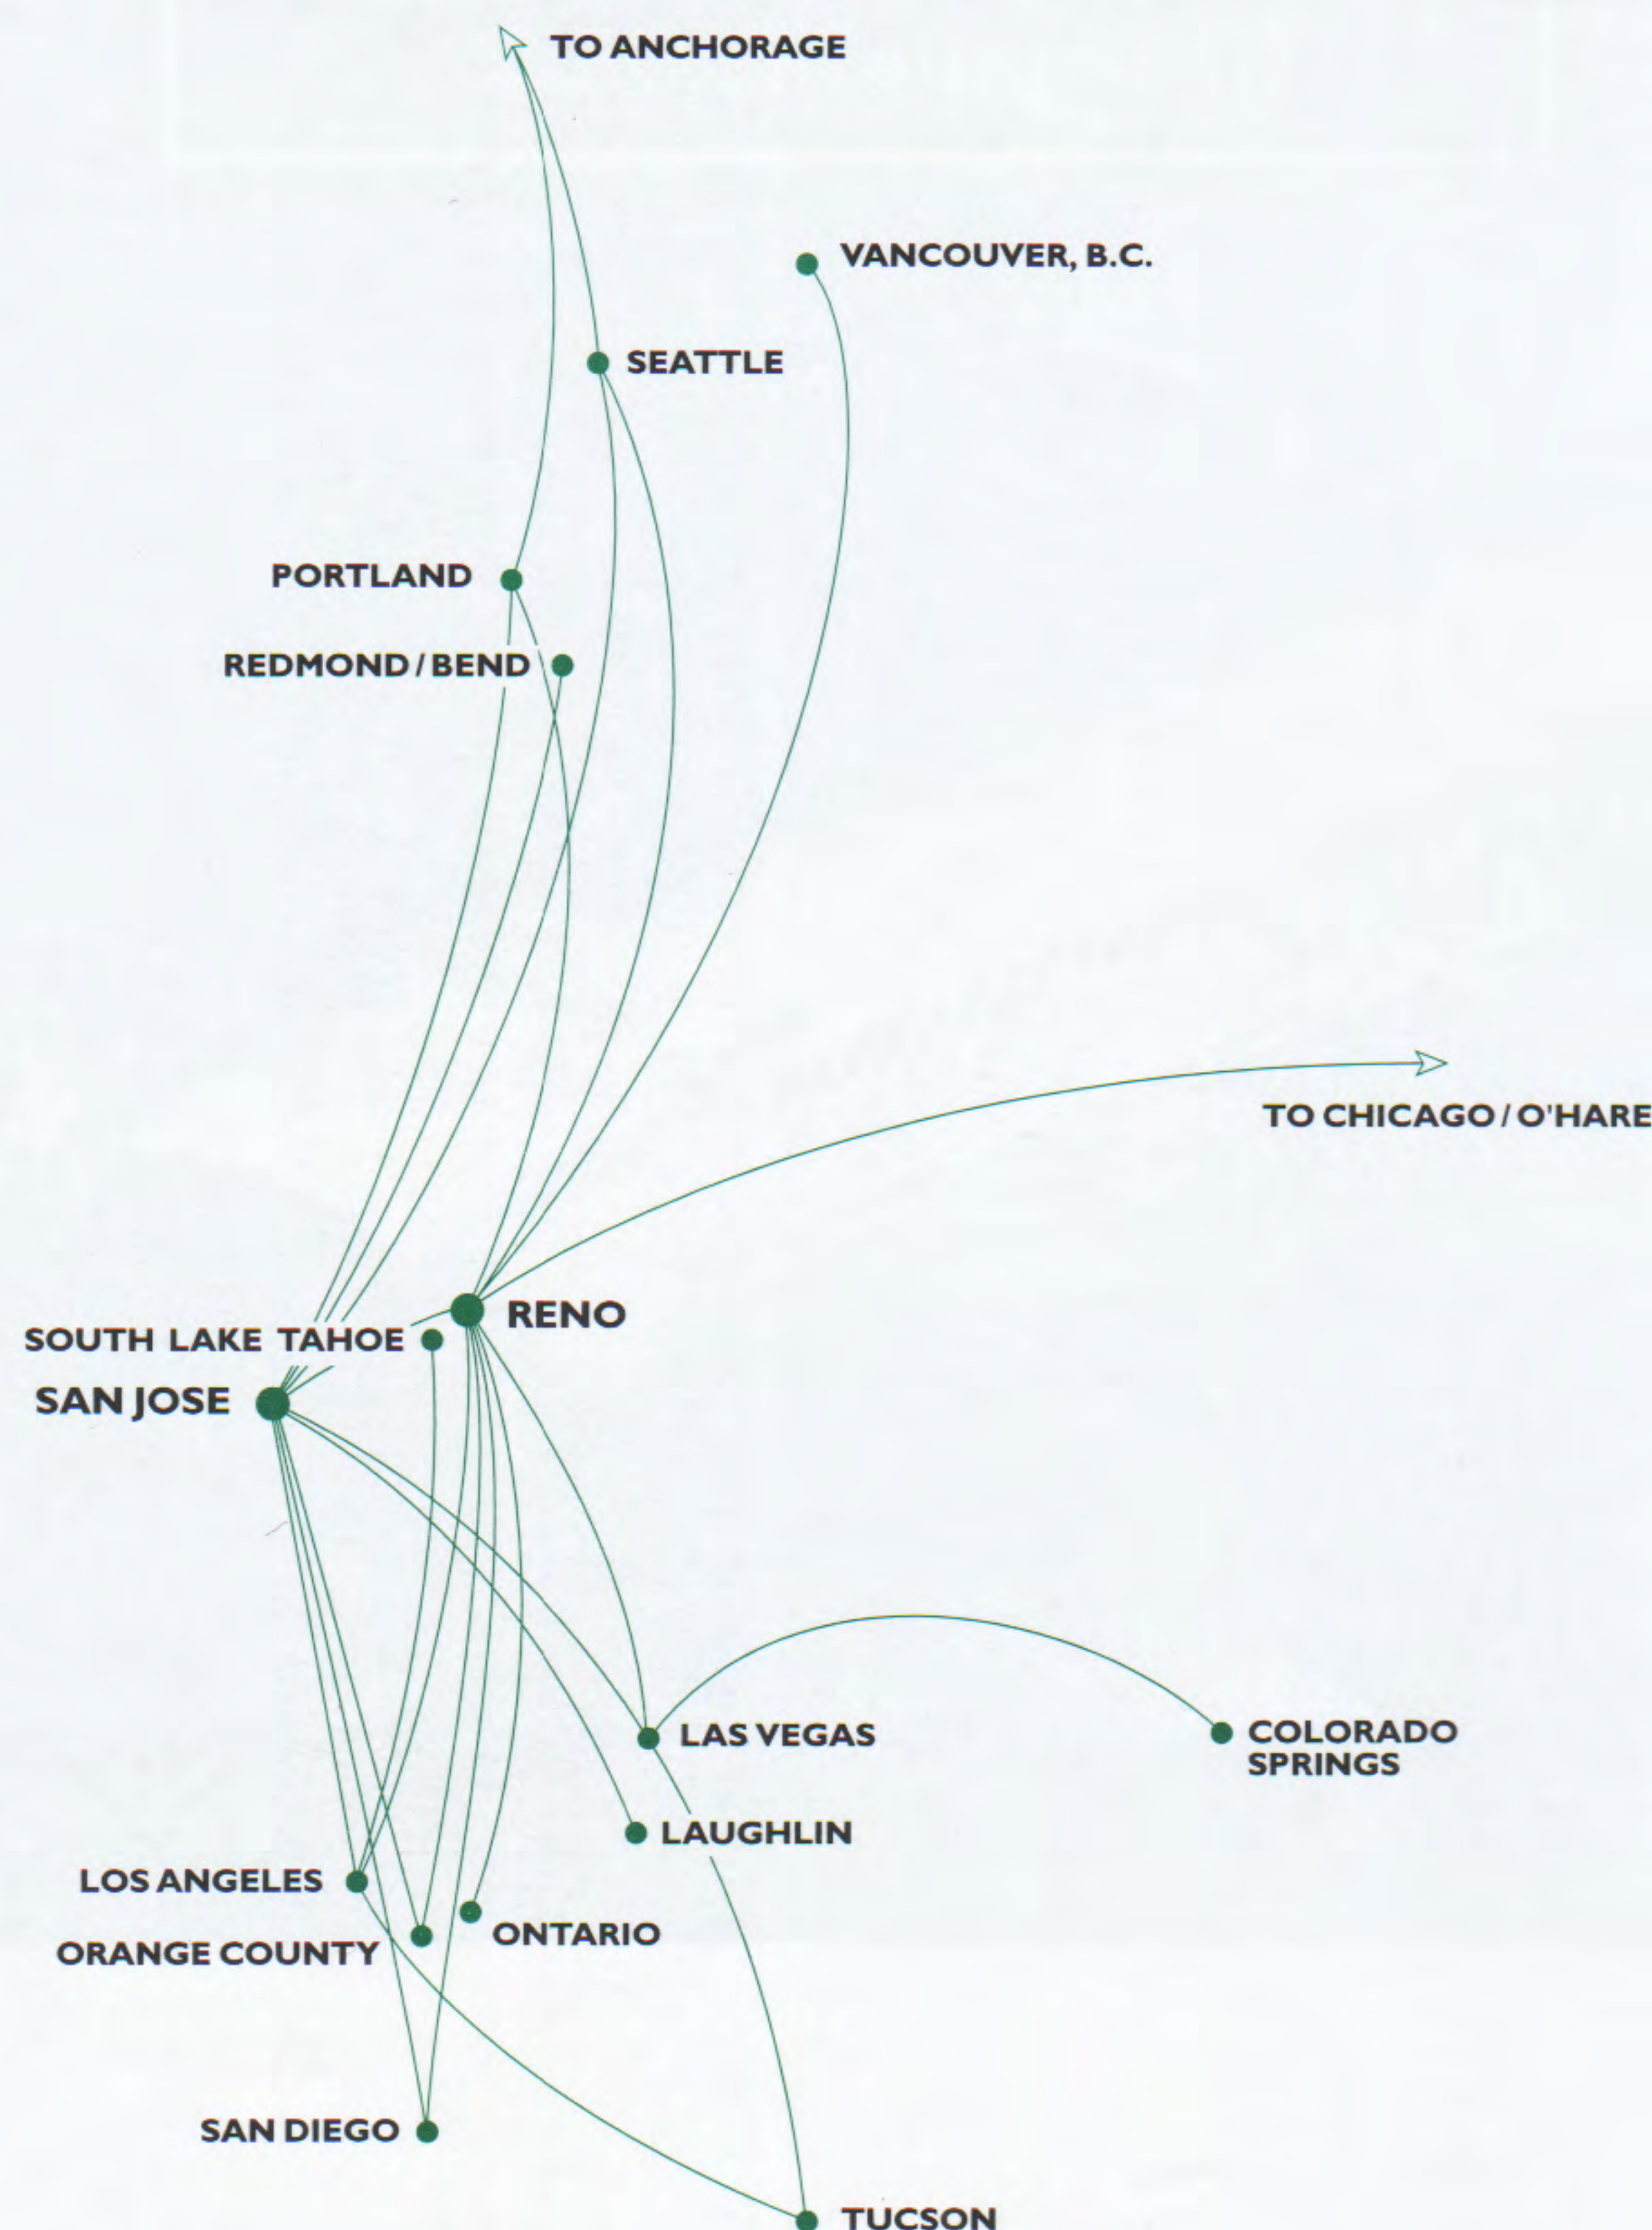 TO ANCHORAGE
VANCOUVER, B.C.
SEATTLE
PORTLAND
REDMOND / BEND
TO CHICAGO / O'HARE
RENO
SOUTH LAKE TAHOE
SAN JOSE
LAS VEGAS
COLORADO
SPRINGS
LAUGHLIN
LOS ANGELES
ONTARIO
ORANGE COUNTY
SAN DIEGO
TUCSON